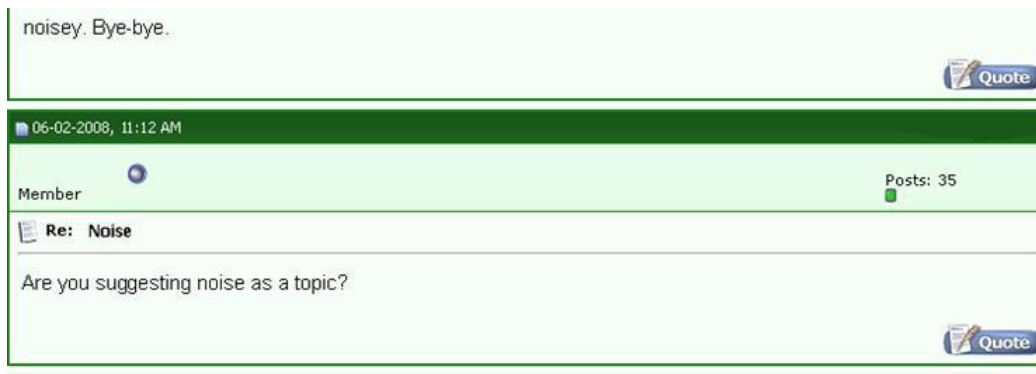 noisey. Bye-bye.
Quote
06-02-2008, 11:12 AM
Member
Posts: 35
Re: Noise
Are you suggesting noise as a topic?
Quote